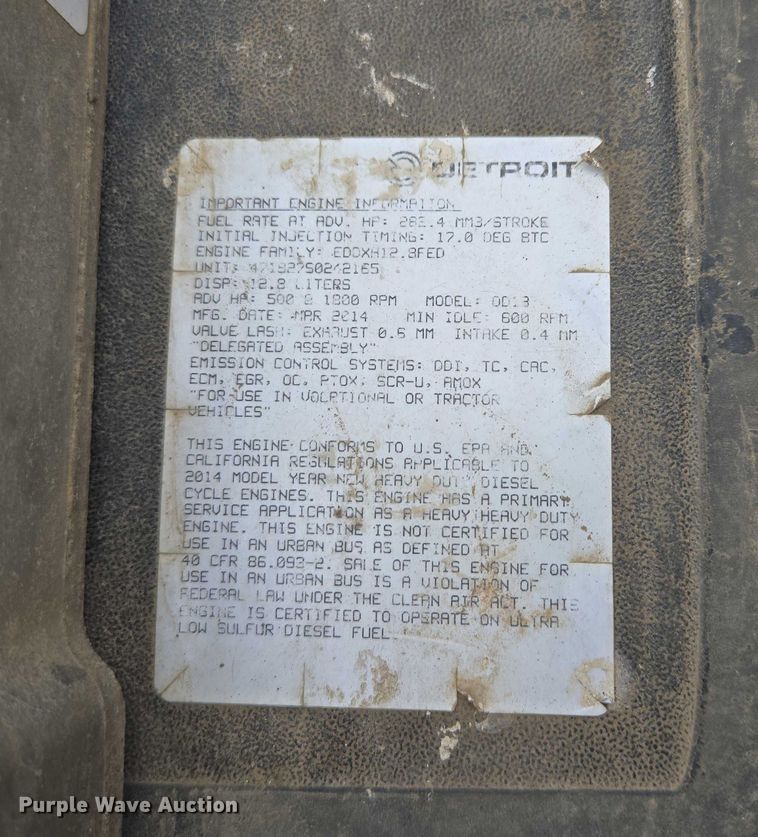 DETROIT
IMPORTANT ENGINE INFORMATION
FUEL RATE AT ADV. HP: MM3/STROKE
INITIAL INJECTION TIMING: 17.0 DEG BTC
ENGINE FAMILY: EDDXH12.8FED
UNIT:
DISP: 12.8 LITERS
ADV HP: 500 @ 1800 RPM MODEL: DD13
MFG. DATE: MAR 2014 MIN IDLE: 600 RPM
VALVE LASH: EXHAUST 0.6 MM INTAKE 0.4 MM
"DELEGATED ASSEMBLY"
EMISSION CONTROL SYSTEMS: DDI, TC, CAC,
ECM, EGR, OC, PTOX, SCR-U, AMOX
"FOR USE IN VOCATIONAL OR TRACTOR
VEHICLES"
THIS ENGINE CONFORMS TO U.S. EPA AND
CALIFORNIA REGULATIONS APPLICABLE TO
2014 MODEL YEAR NEW HEAVY DUTY DIESEL
CYCLE ENGINES. THIS ENGINE HAS A PRIMARY
SERVICE APPLICATION AS A HEAVY HEAVY DUTY
ENGINE. THIS ENGINE IS NOT CERTIFIED FOR
USE IN AN URBAN BUS AS DEFINED AT
40 CFR 86.093-2. SALE OF THIS ENGINE FOR
USE IN AN URBAN BUS IS A VIOLATION OF
FEDERAL LAW UNDER THE CLEAN AIR ACT. THIS
ENGINE IS CERTIFIED TO OPERATE ON ULTRA
LOW SULFUR DIESEL FUEL
Purple Wave Auction